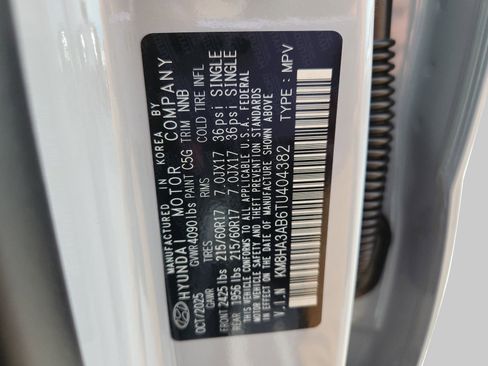 MANUFACTURED IN KOREA BY
HYUNDAI MOTOR COMPANY
OCT/2025 GVWR 4090 lbs PAINT C5G TRIM NNB
GAWR TIRES RIMS COLD TIRE INFL
FRONT 2425 lbs 215/60R17 7.0JX17 36psi SINGLE
REAR 1956 lbs 215/60R17 7.0JX17 36psi SINGLE
THIS VEHICLE CONFORMS TO ALL APPLICABLE U.S.A. FEDERAL
MOTOR VEHICLE SAFETY, BUMPER, AND THEFT PREVENTION STANDARDS
IN EFFECT ON THE DATE OF MANUFACTURE SHOWN ABOVE
V.I.N KM8HA3AB6TU404382 TYPE : MPV